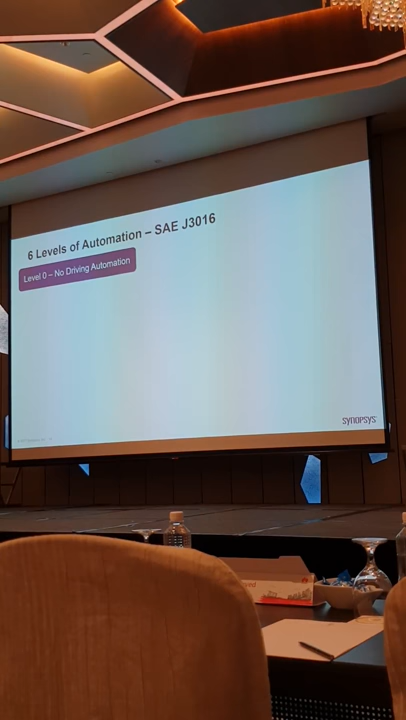 6 Levels of Automation – SAE J3016
Level 0 – No Driving Automation
SYNOPSYS